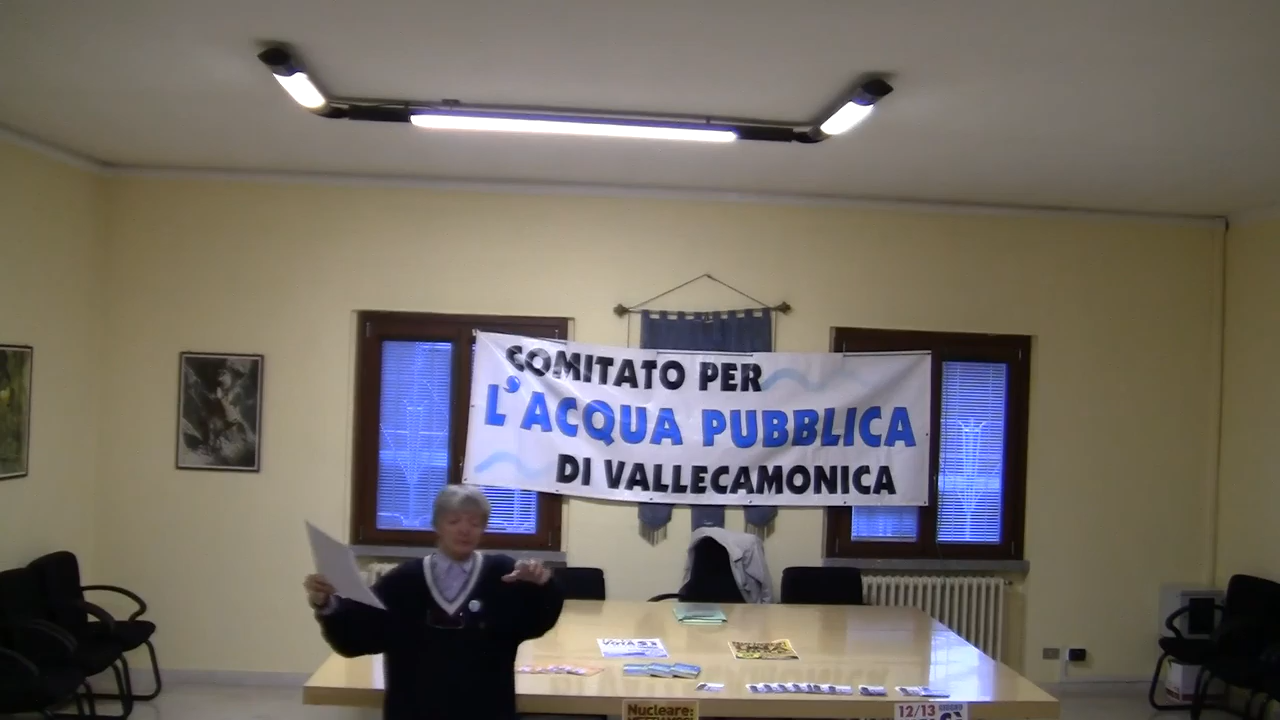 COMITATO PER
L'ACQUA PUBBLICA
DI VALLECAMONICA
Nucleare:
12/13